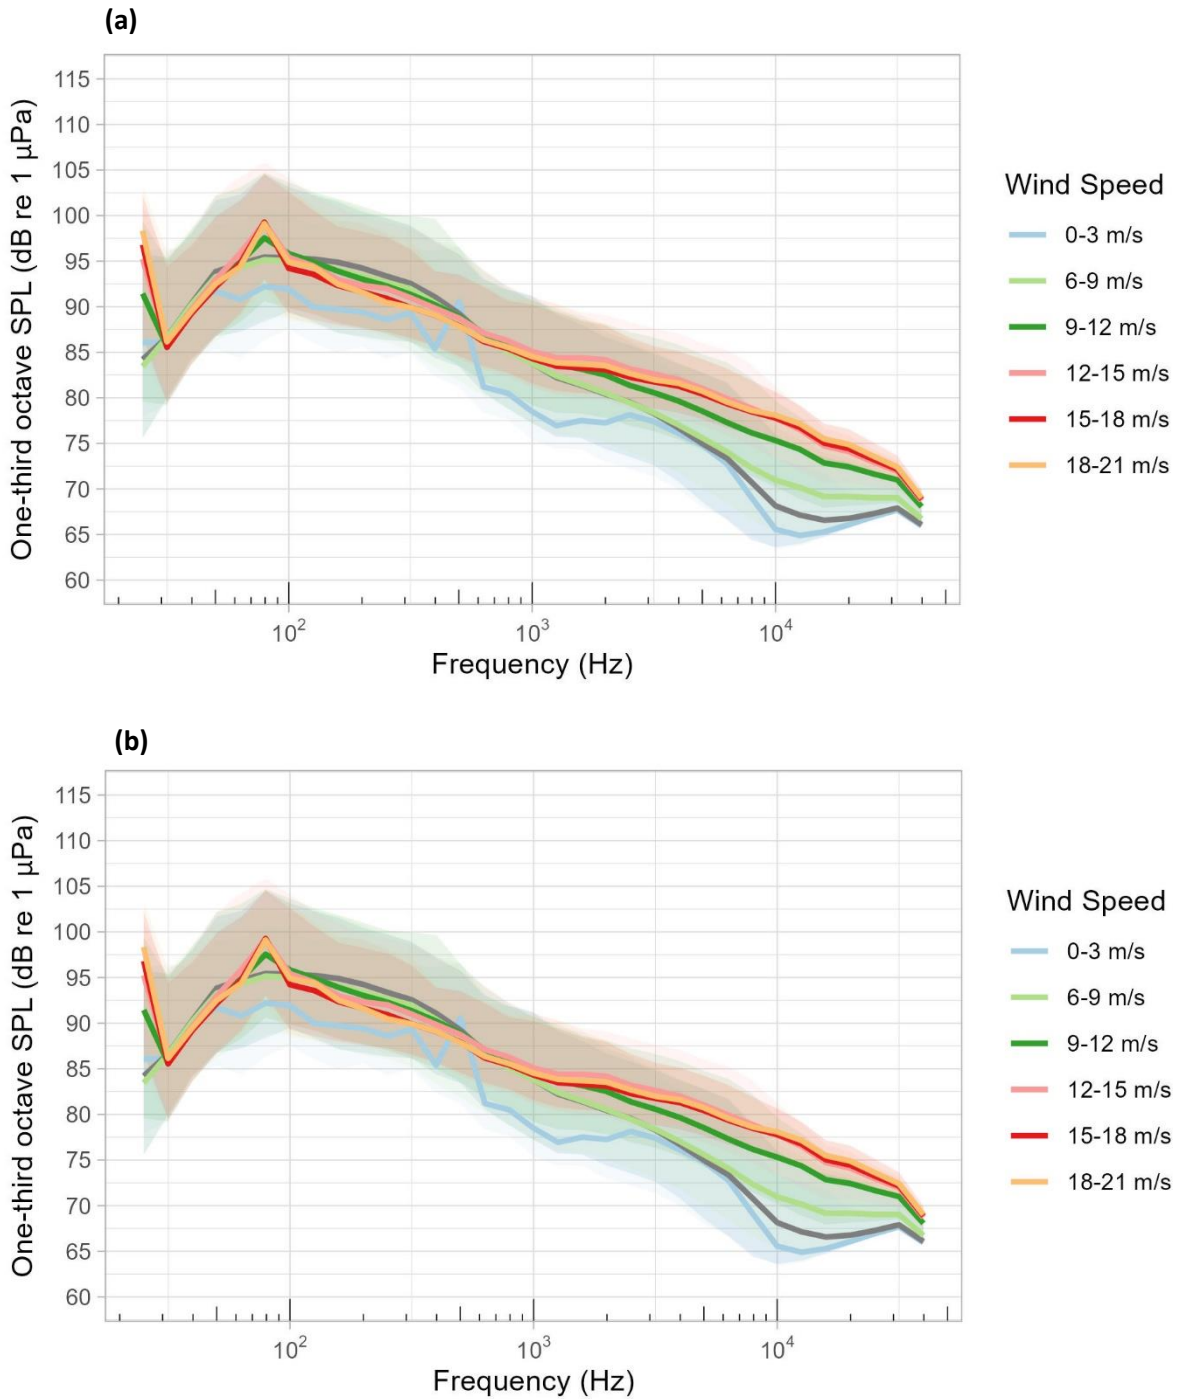 (a)
One-third octave SPL (dB re 1 µPa)
115
110
105
100
95
90
85
80
75
70
65
60
10²
10³
10⁴
Frequency (Hz)
Wind Speed
0-3 m/s
6-9 m/s
9-12 m/s
12-15 m/s
15-18 m/s
18-21 m/s
(b)
One-third octave SPL (dB re 1 µPa)
115
110
105
100
95
90
85
80
75
70
65
60
10²
10³
10⁴
Frequency (Hz)
Wind Speed
0-3 m/s
6-9 m/s
9-12 m/s
12-15 m/s
15-18 m/s
18-21 m/s